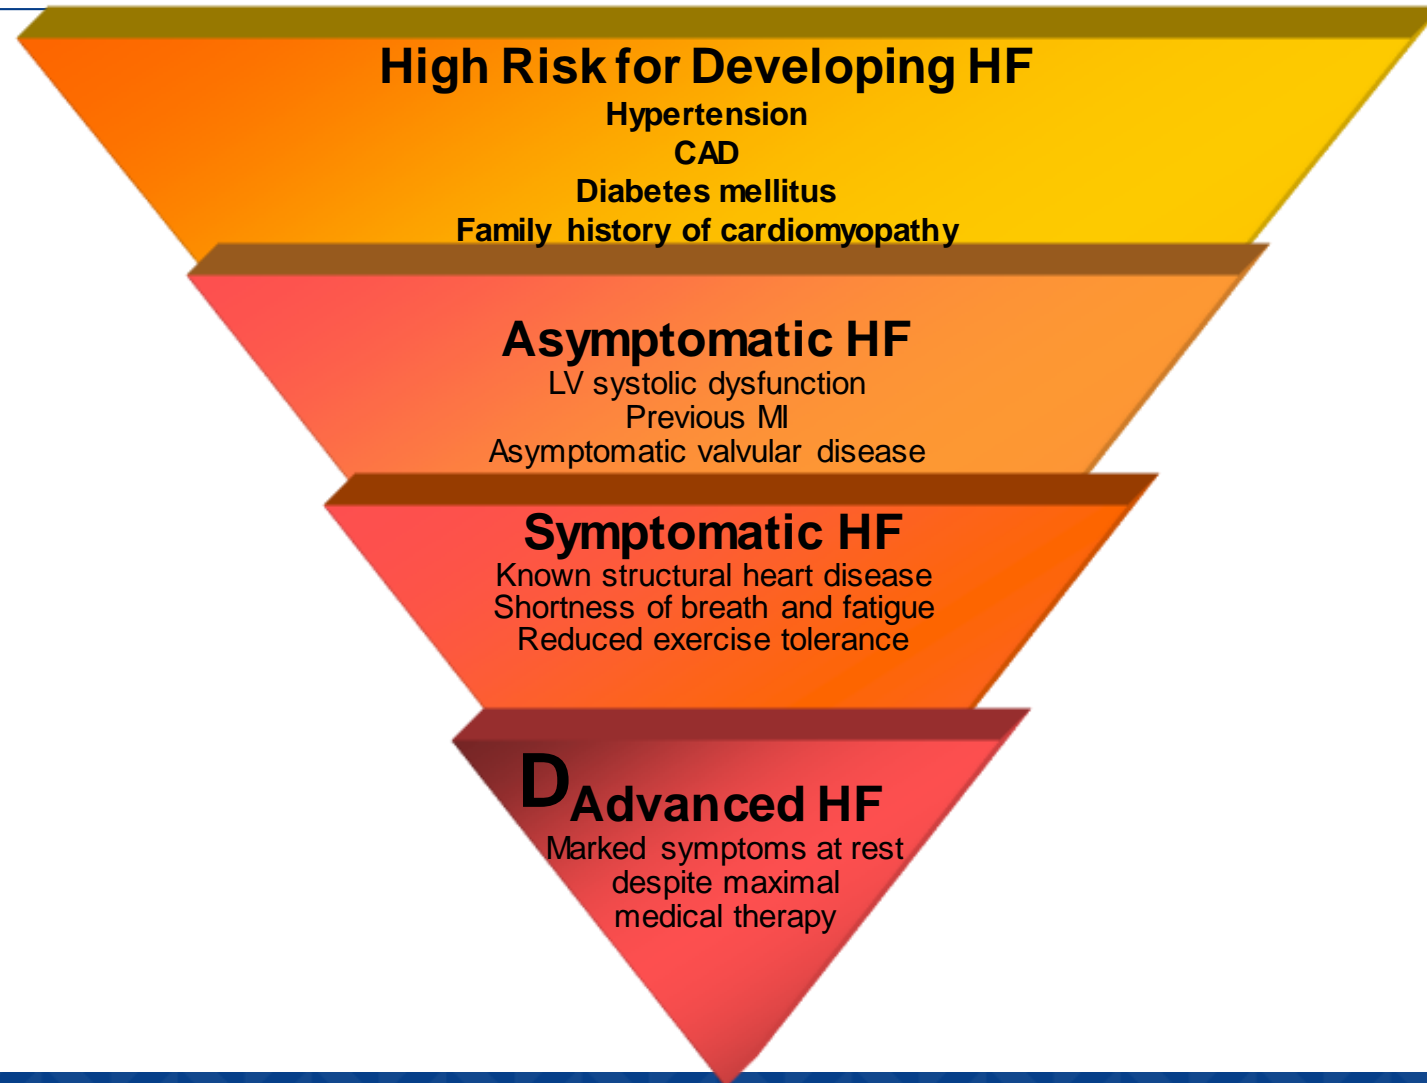 High Risk for Developing HF
Hypertension
CAD
Diabetes mellitus
Family history of cardiomyopathy
Asymptomatic HF
LV systolic dysfunction
Previous MI
Asymptomatic valvular disease
Symptomatic HF
Known structural heart disease
Shortness of breath and fatigue
Reduced exercise tolerance
D Advanced HF
Marked symptoms at rest
despite maximal
medical therapy